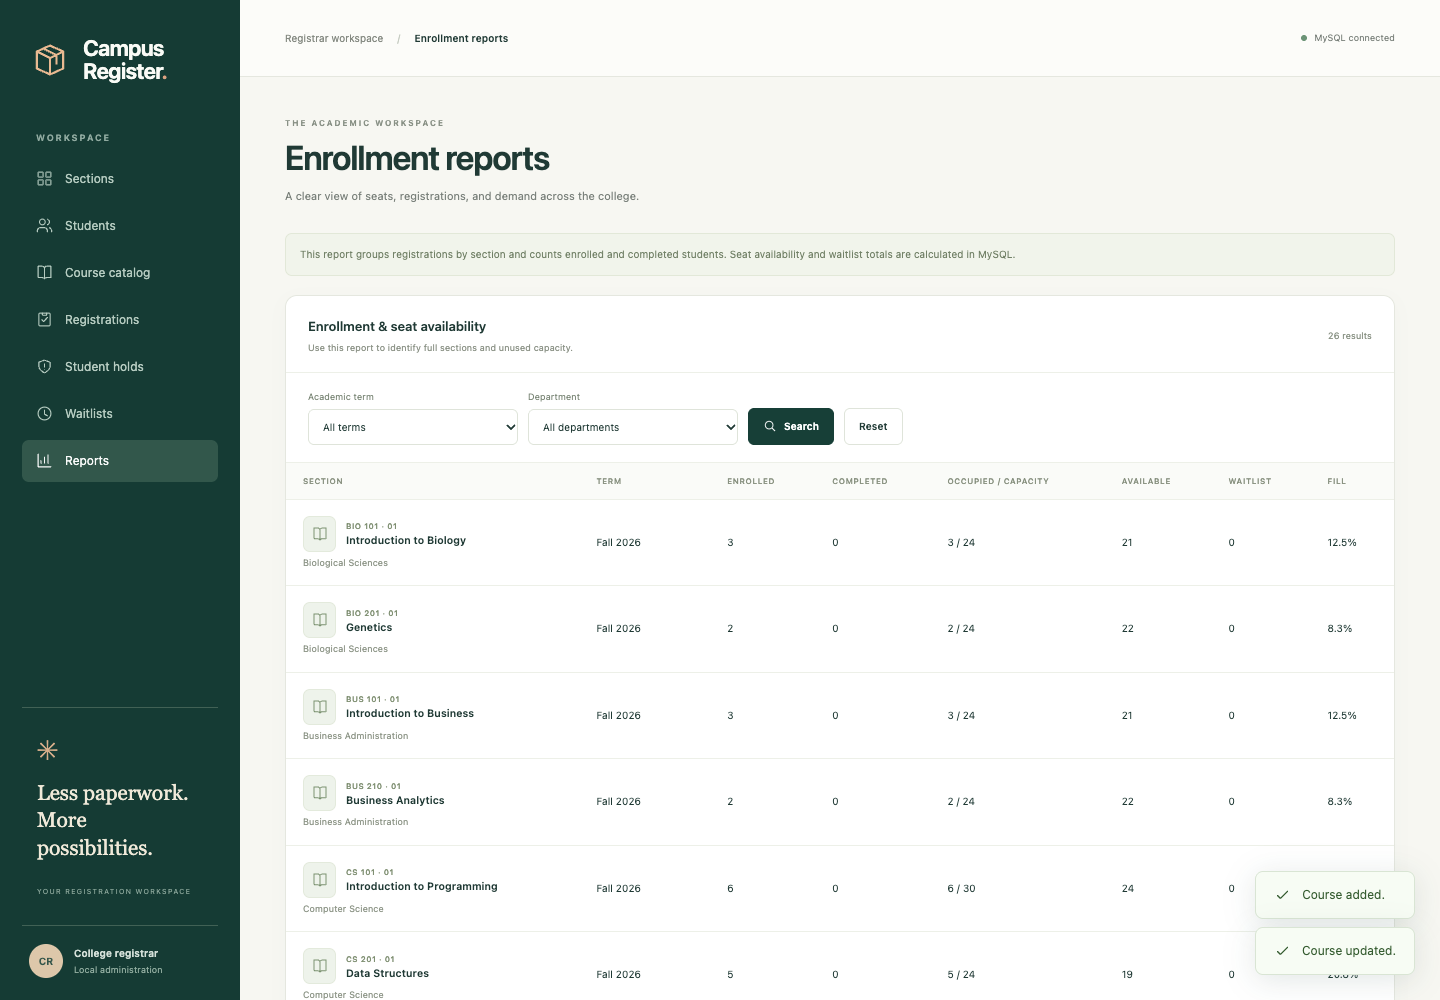 Campus
Register.
WORKSPACE
Sections
Students
Course catalog
Registrations
Student holds
Waitlists
Reports
Less paperwork.
More
possibilities.
YOUR REGISTRATION WORKSPACE
CR
College registrar
Local administration
Registrar workspace / Enrollment reports
MySQL connected
THE ACADEMIC WORKSPACE
Enrollment reports
A clear view of seats, registrations, and demand across the college.
This report groups registrations by section and counts enrolled and completed students. Seat availability and waitlist totals are calculated in MySQL.
Enrollment & seat availability
Use this report to identify full sections and unused capacity.
26 results
Academic term
Department
All terms
All departments
Search
Reset
SECTION TERM ENROLLED COMPLETED OCCUPIED / CAPACITY AVAILABLE WAITLIST FILL
BIO 101 · 01
Introduction to Biology
Biological Sciences
Fall 2026 3 0 3 / 24 21 0 12.5%
BIO 201 · 01
Genetics
Biological Sciences
Fall 2026 2 0 2 / 24 22 0 8.3%
BUS 101 · 01
Introduction to Business
Business Administration
Fall 2026 3 0 3 / 24 21 0 12.5%
BUS 210 · 01
Business Analytics
Business Administration
Fall 2026 2 0 2 / 24 22 0 8.3%
CS 101 · 01
Introduction to Programming
Computer Science
Fall 2026 6 0 6 / 30 24 0
CS 201 · 01
Data Structures
Computer Science
Fall 2026 5 0 5 / 24 19 0
Course added.
Course updated.